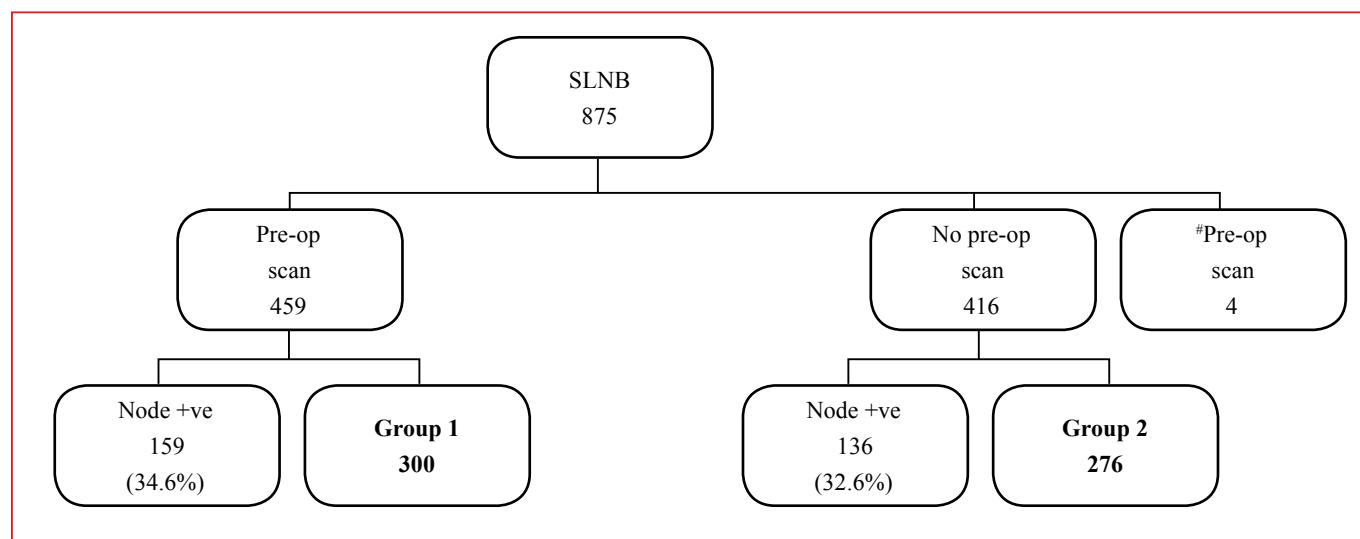 SLNB
875
Pre-op
scan
459
No pre-op
scan
416
#Pre-op
scan
4
Node +ve
159
(34.6%)
Group 1
300
Node +ve
136
(32.6%)
Group 2
276